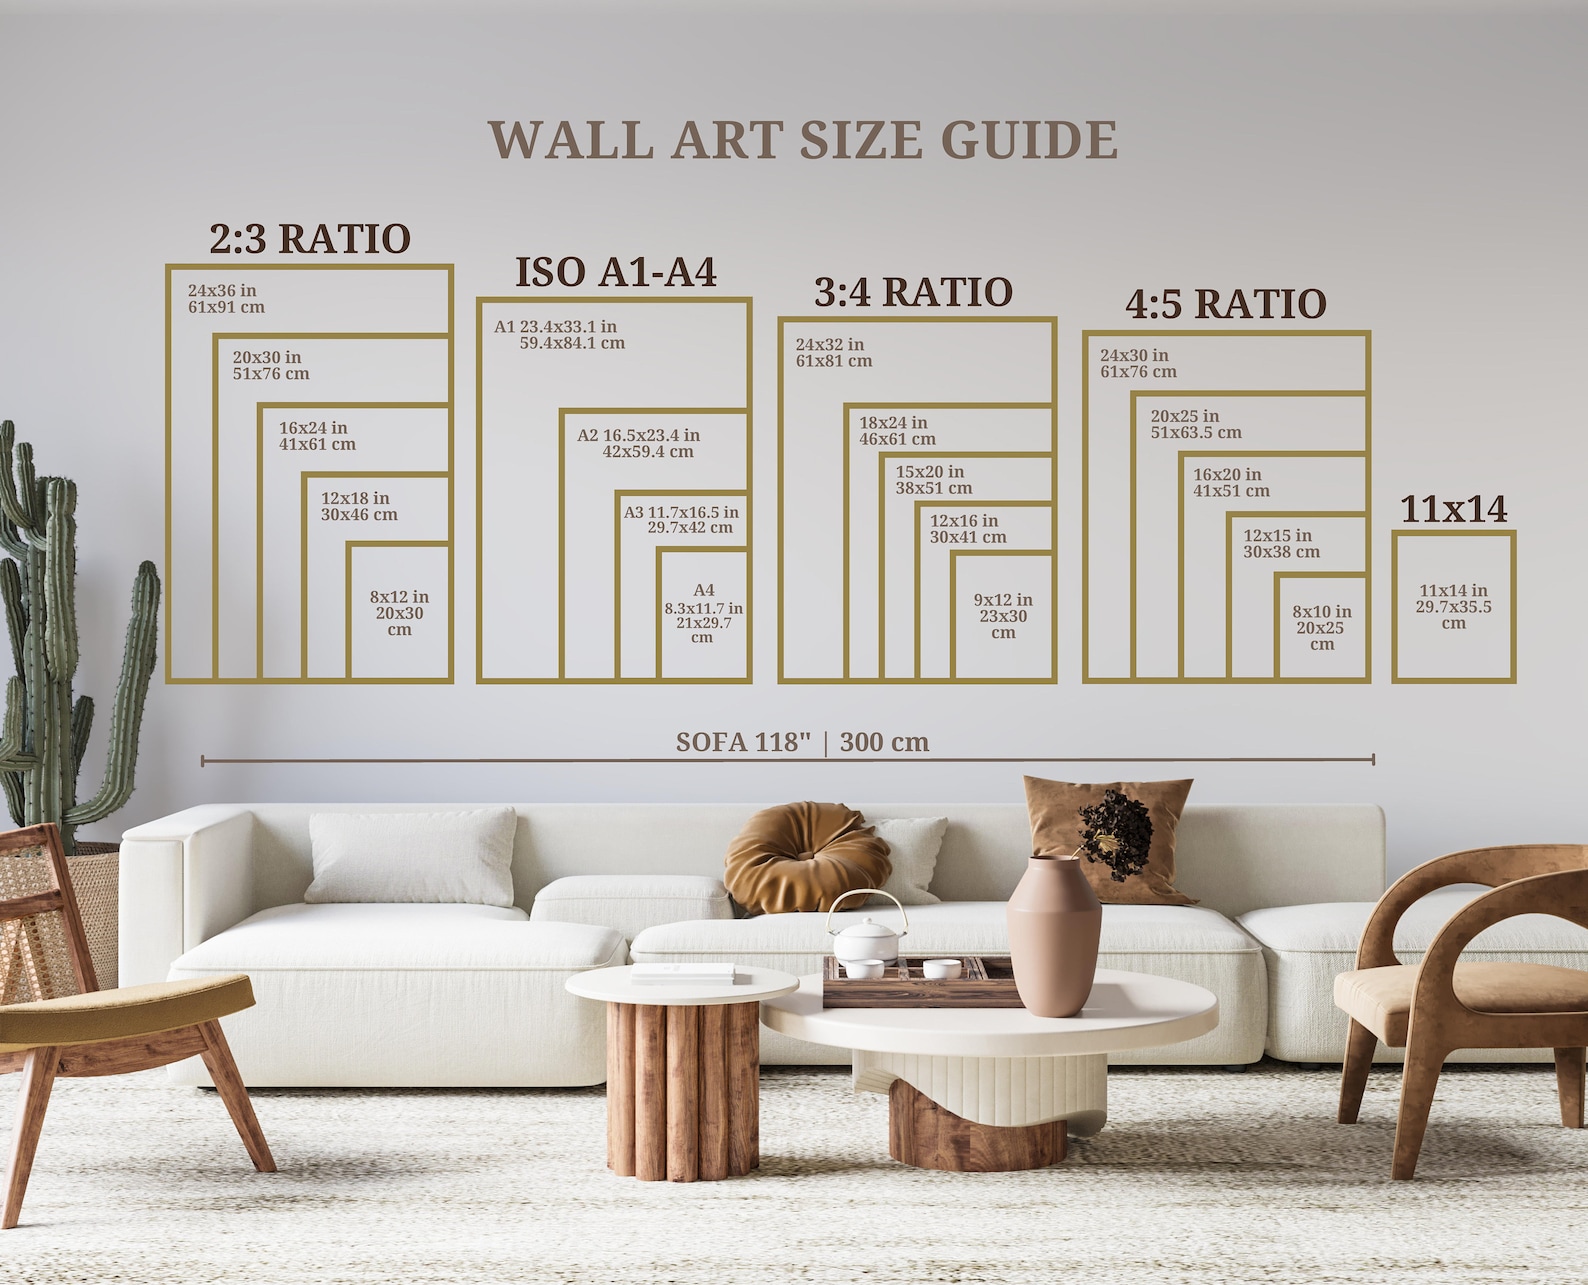 WALL ART SIZE GUIDE
2:3 RATIO
24x36 in
61x91 cm
20x30 in
51x76 cm
16x24 in
41x61 cm
12x18 in
30x46 cm
8x12 in
20x30
cm
ISO A1-A4
A1 23.4x33.1 in
59.4x84.1 cm
A2 16.5x23.4 in
42x59.4 cm
A3 11.7x16.5 in
29.7x42 cm
A4
8.3x11.7 in
21x29.7
cm
3:4 RATIO
24x32 in
61x81 cm
18x24 in
46x61 cm
15x20 in
38x51 cm
12x16 in
30x41 cm
9x12 in
23x30
cm
4:5 RATIO
24x30 in
61x76 cm
20x25 in
51x63.5 cm
16x20 in
41x51 cm
12x15 in
30x38 cm
8x10 in
20x25
cm
11x14
11x14 in
29.7x35.5
cm
SOFA 118" | 300 cm